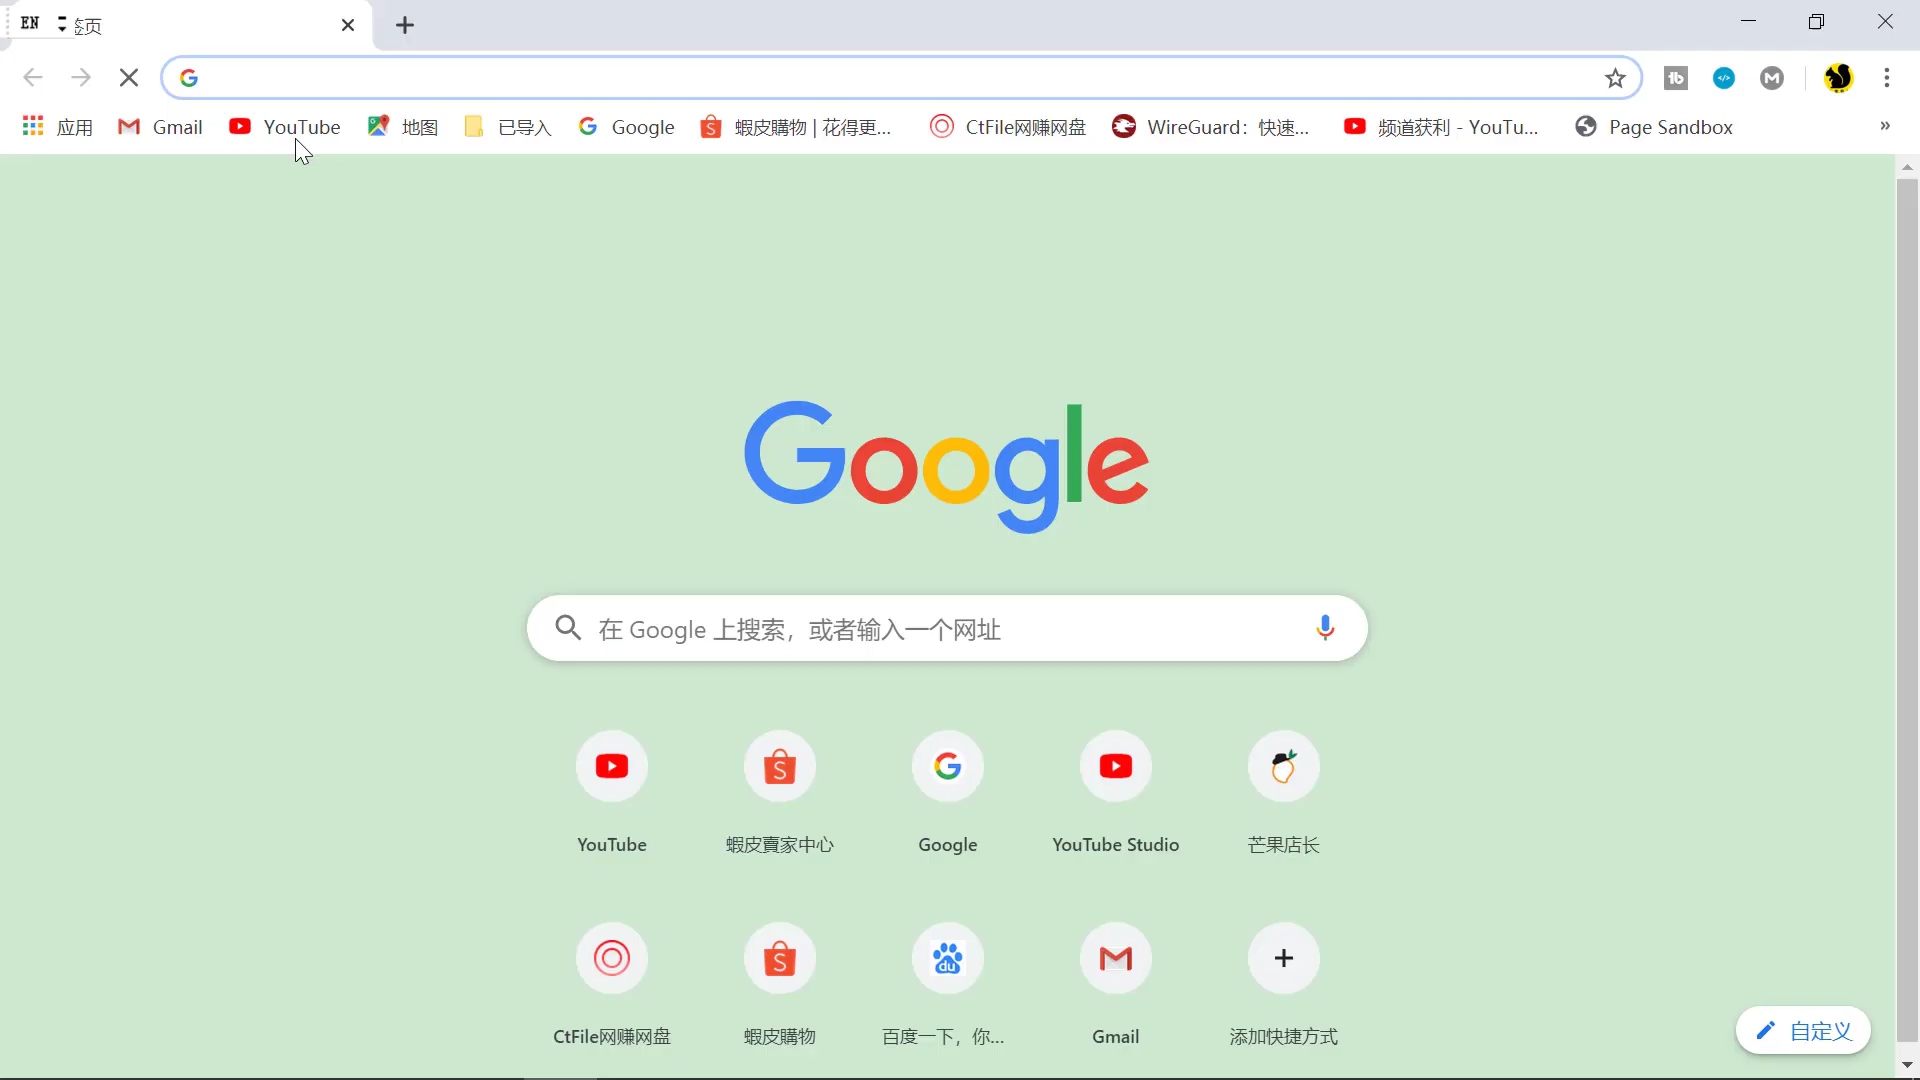 EN 签页
应用 Gmail YouTube 地图 已导入 Google 蝦皮購物 | 花得更... CtFile网赚网盘 WireGuard：快速... 频道获利 - YouTu... Page Sandbox »
Google
在 Google 上搜索，或者输入一个网址
YouTube 蝦皮賣家中心 Google YouTube Studio 芒果店长
CtFile网赚网盘 蝦皮購物 百度一下，你... Gmail 添加快捷方式
自定义